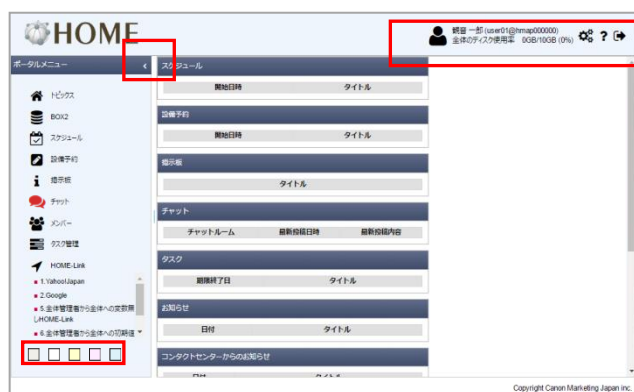 HOME
観音 一郎 (user01@hmap000000)
全体のディスク使用率 0GB/10GB (0%)
?
ポータルメニュー
トピックス
BOX2
スケジュール
設備予約
掲示板
チャット
メンバー
タスク管理
HOME-Link
1.Yahoo!Japan
2.Google
5.全体管理者から全体への変数無
しHOME-Link
6.全体管理者から全体への初期値
スケジュール
開始日時 タイトル
設備予約
開始日時 タイトル
掲示板
タイトル
チャット
チャットルーム 最新投稿日時 最新投稿内容
タスク
期限終了日 タイトル
お知らせ
日付 タイトル
コンタクトセンターからのお知らせ
日付 タイトル
Copyright Canon Marketing Japan inc.